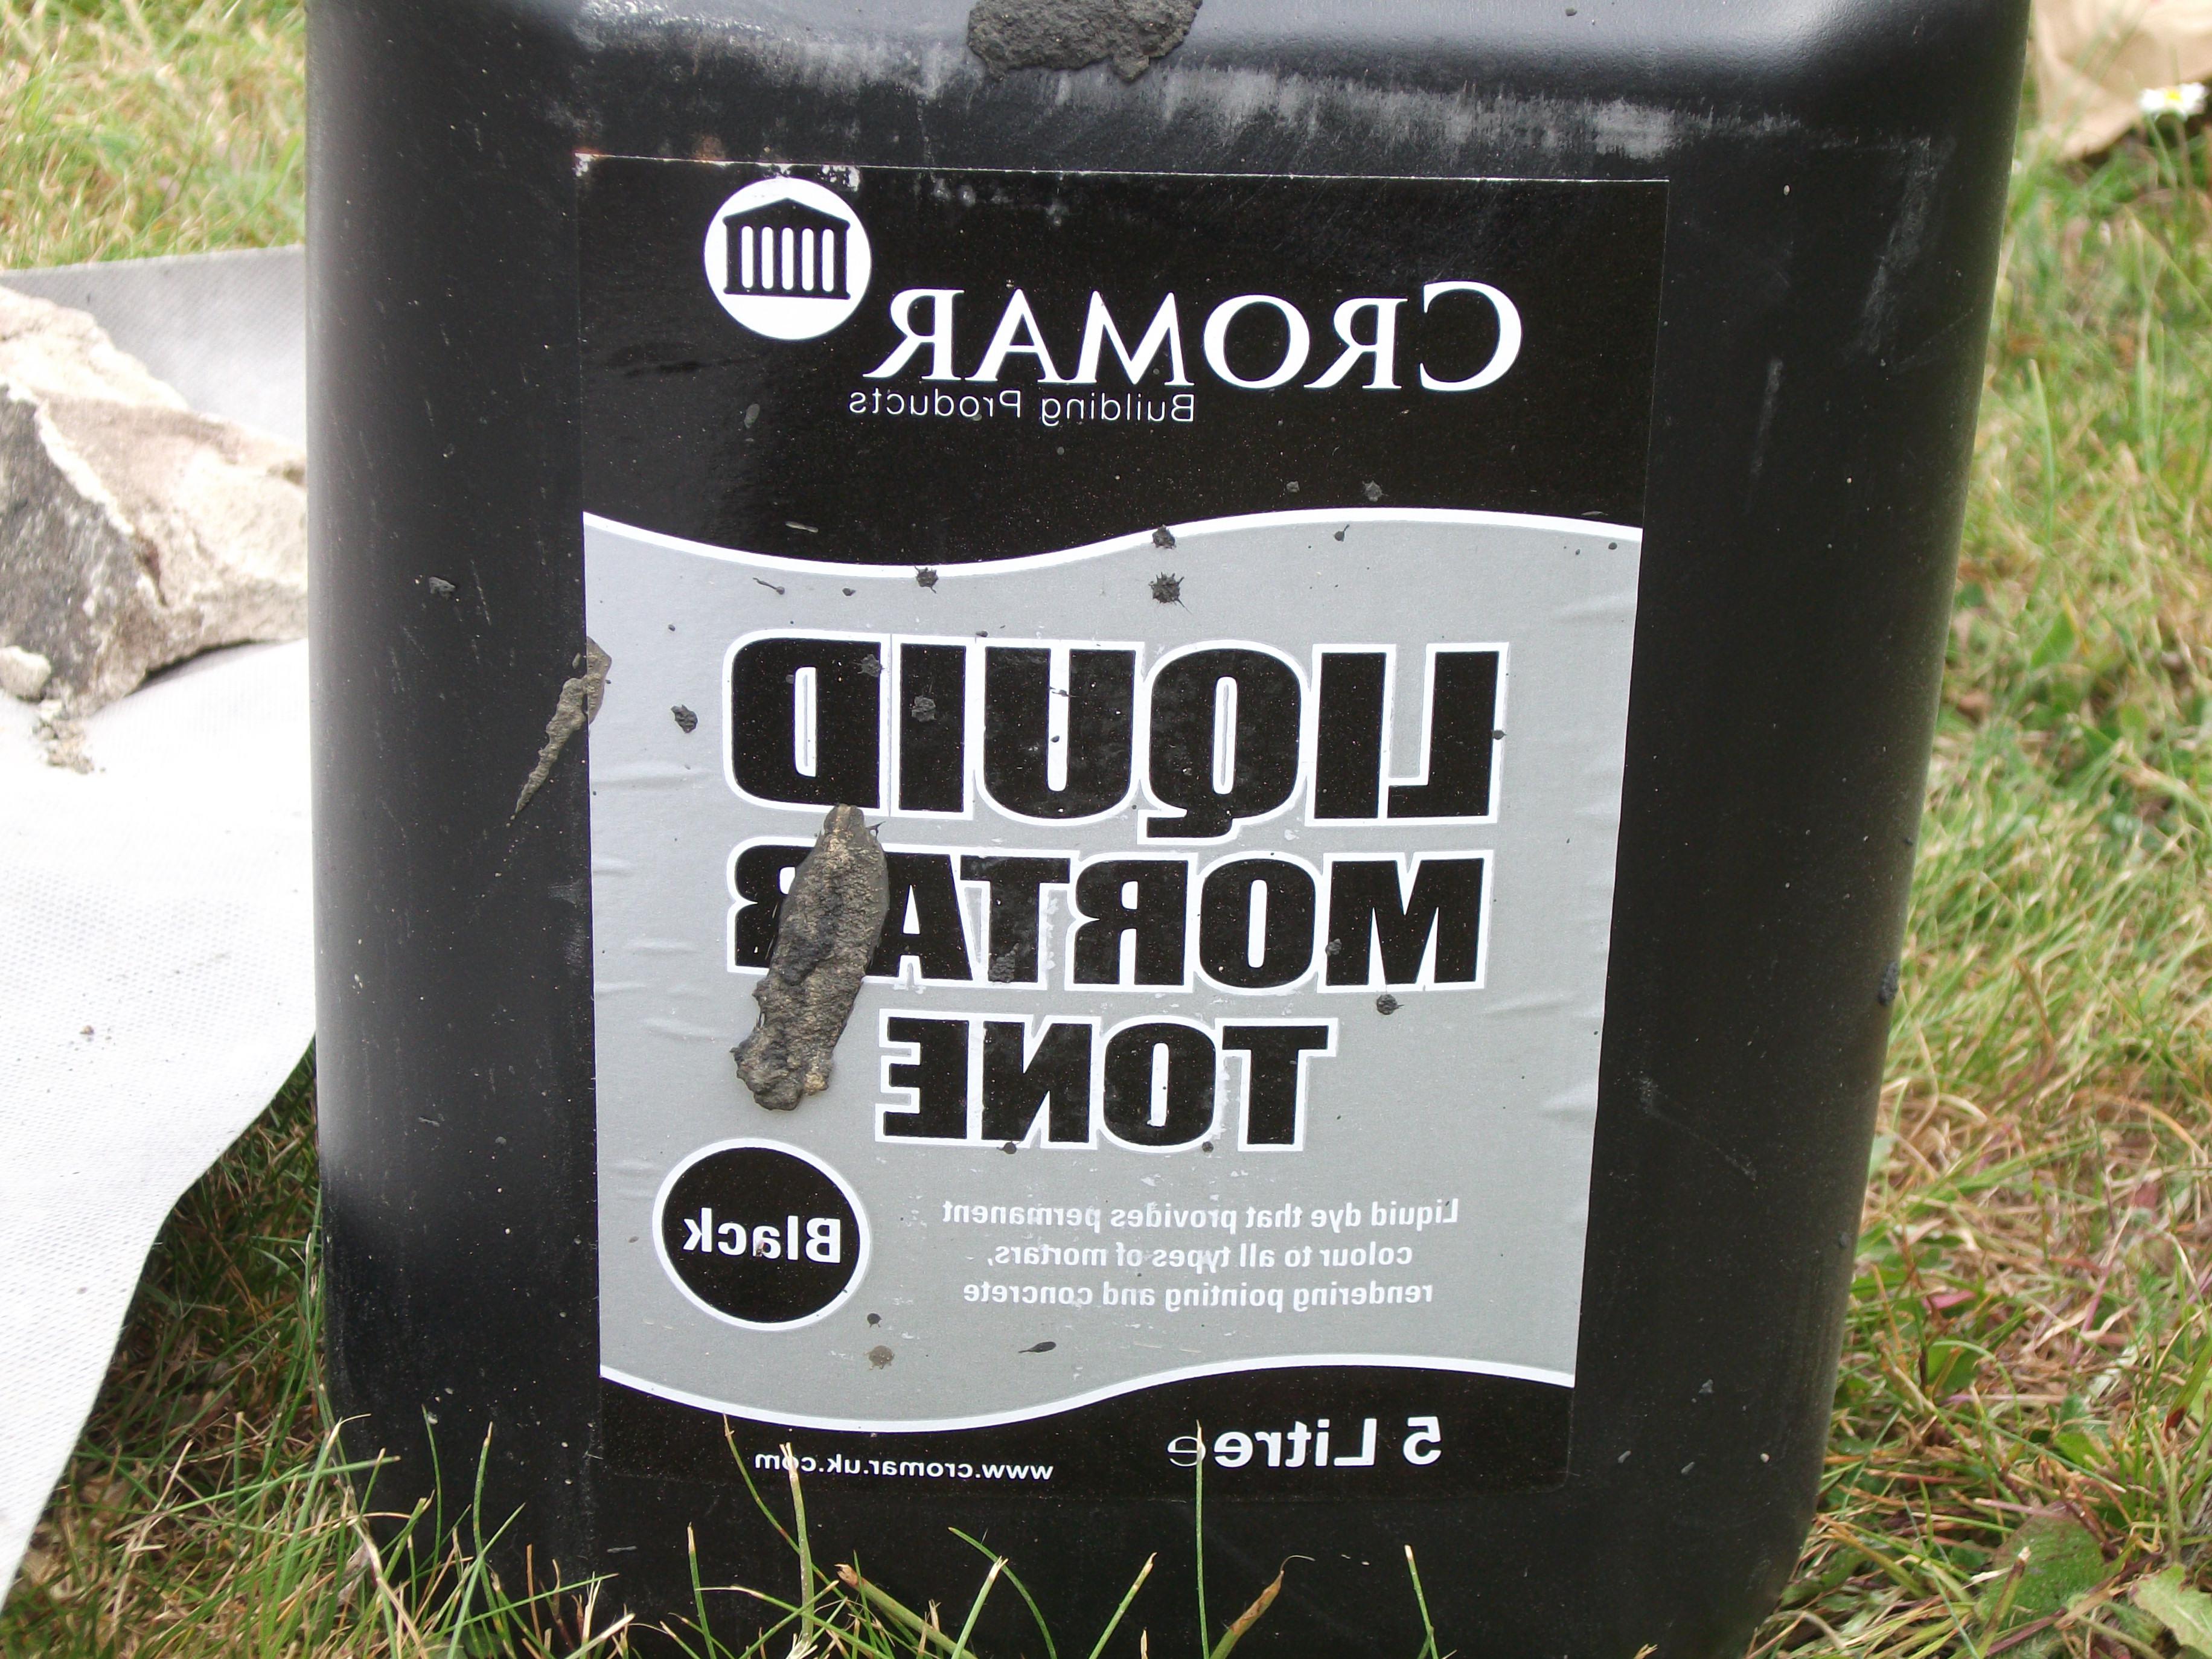 CROMAR
Building Products
LIQUID
MORTAR
TONE
Liquid dye that provides permanent
colour to all types of mortars,
rendering pointing and concrete
Black
5 Litre e
www.cromar.uk.com